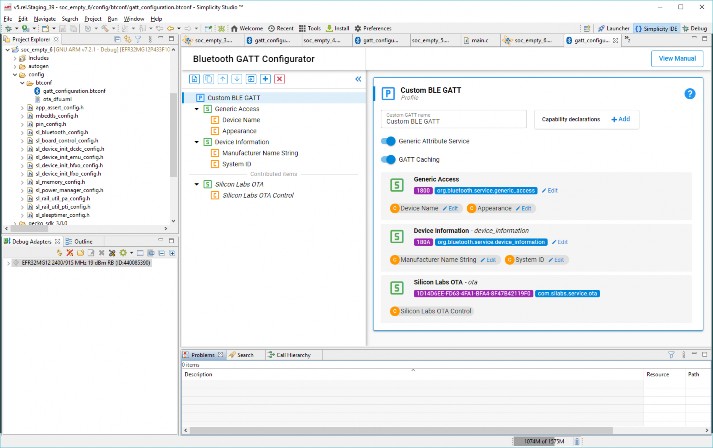 v5.relStaging_39 - soc_empty_6/config/btconf/gatt_configuration.btconf - Simplicity Studio ™
File Edit Navigate Search Project Run Window Help
Welcome Recent Tools Install Preferences
Launcher Simplicity IDE Debug
Project Explorer
soc_empty_3... gatt_config... soc_empty_4... gatt_config... soc_empty_5... main.c soc_empty_6... gatt_configu...
soc_empty_6 [GNU ARM v7.2.1 - Debug]
Includes
autogen
config
btconf
gatt_configuration.btconf
ota_dfu.xml
app_assert_config.h
mbedtls_config.h
pin_config.h
sl_bluetooth_config.h
sl_board_control_config.h
sl_device_init_dcdc_config.h
sl_device_init_emu_config.h
sl_device_init_hfxo_config.h
sl_device_init_lfxo_config.h
sl_memory_config.h
sl_power_manager_config.h
sl_rail_util_pa_config.h
sl_rail_util_pti_config.h
sl_sleeptimer_config.h
gecko_sdk_3.0.0
Debug Adapters Outline
EFR32MG12 2400/915 MHz 19 dBm RB (ID:440085390)
Bluetooth GATT Configurator
View Manual
Custom BLE GATT
Generic Access
Device Name
Appearance
Device Information
Manufacturer Name String
System ID
Contributed items
Silicon Labs OTA
Silicon Labs OTA Control
Custom BLE GATT
Profile
Custom GATT name
Custom BLE GATT
Capability declarations + Add
Generic Attribute Service
GATT Caching
Generic Access
1800 org.bluetooth.service.generic_access Edit
Device Name Edit Appearance Edit
Device Information - device_information
180A org.bluetooth.service.device_information Edit
Manufacturer Name String Edit System ID Edit
Silicon Labs OTA - ota
1D14D6EE-FD63-4FA1-BFA4-8F47B42119F0 com.silabs.service.ota
Silicon Labs OTA Control
Problems Search Call Hierarchy
0 items
Description Resource Path
1074M of 1575M